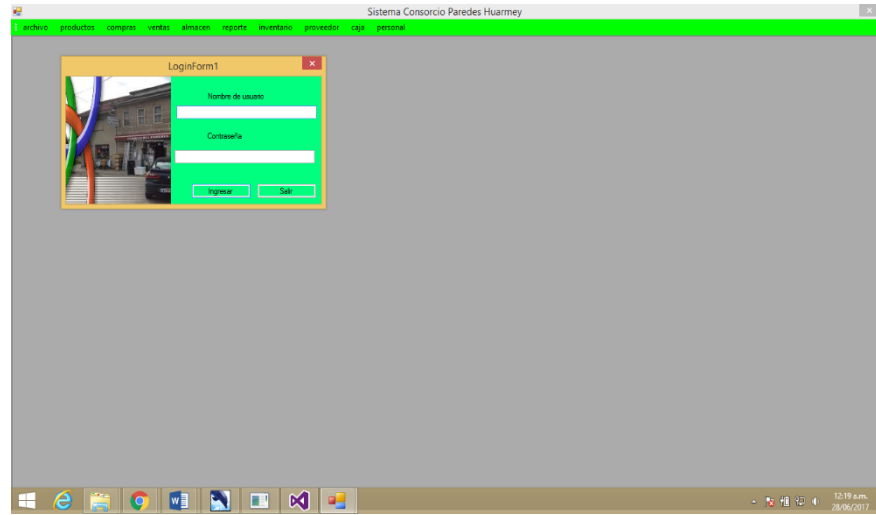 Sistema Consorcio Paredes Huarmey
archivo productos compras ventas almacen reporte inventario proveedor caja personal
LoginForm1
Nombre de usuario
Contraseña
Ingresar Salir
12:19 a.m.
28/06/2017